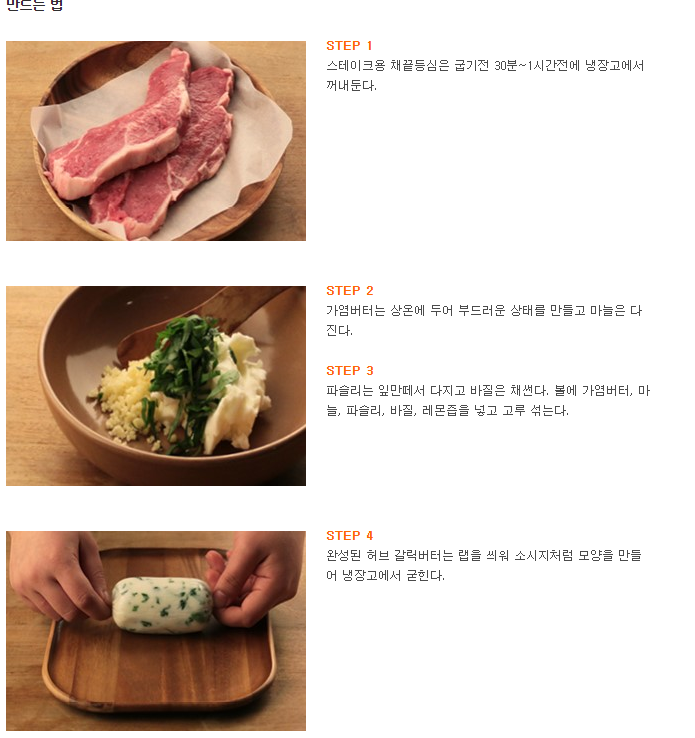 만드는 법
STEP 1
스테이크용 채끝등심은 굽기전 30분~1시간전에 냉장고에서
꺼내둔다.
STEP 2
가염버터는 상온에 두어 부드러운 상태를 만들고 마늘은 다
진다.
STEP 3
파슬리는 잎만떼서 다지고 바질은 채썬다. 볼에 가염버터, 마
늘, 파슬리, 바질, 레몬즙을 넣고 고루 섞는다.
STEP 4
완성된 허브 갈릭버터는 랩을 씌워 소시지처럼 모양을 만들
어 냉장고에서 굳힌다.